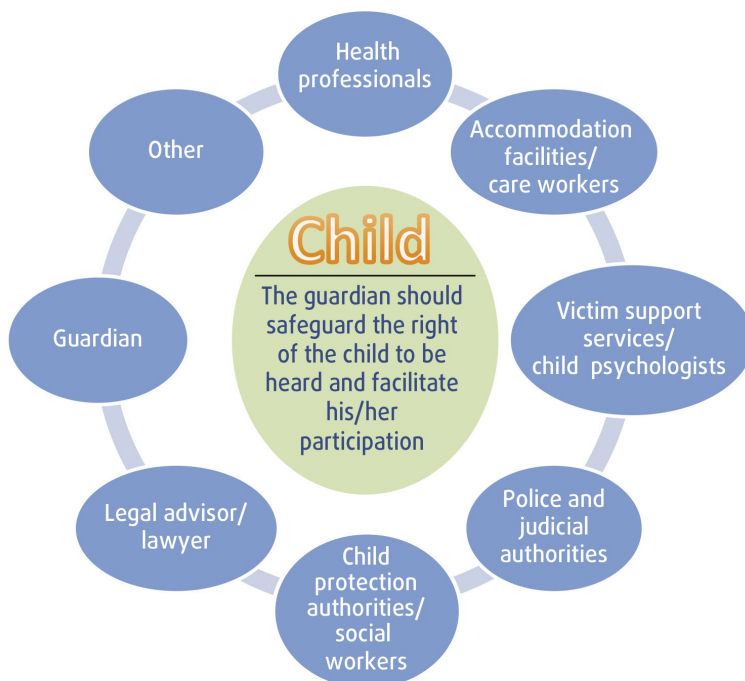 Health
professionals
Accommodation
facilities/
care workers
Victim support
services/
child psychologists
Police and
judicial
authorities
Child
protection
authorities/
social
workers
Legal advisor/
lawyer
Guardian
Other
Child
The guardian should
safeguard the right
of the child to be
heard and facilitate
his/her
participation